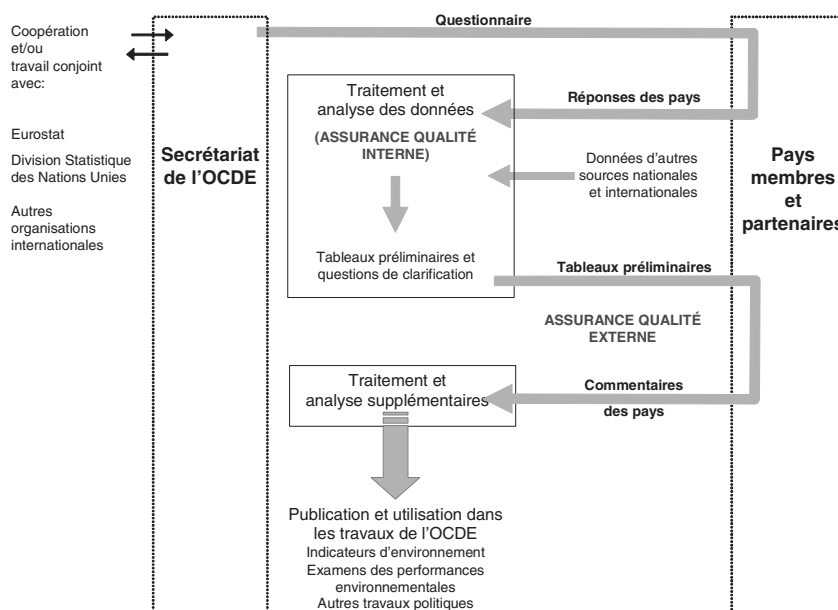 Coopération
et/ou
travail conjoint
avec:
Eurostat
Division Statistique
des Nations Unies
Autres
organisations
internationales
Secrétariat
de l'OCDE
Questionnaire
Traitement et
analyse des données
(ASSURANCE QUALITÉ
INTERNE)
Tableaux préliminaires et
questions de clarification
Réponses des pays
Données d'autres
sources nationales
et internationales
Tableaux préliminaires
ASSURANCE QUALITÉ
EXTERNE
Commentaires
des pays
Pays
membres
et
partenaires
Traitement et
analyse supplémentaires
Publication et utilisation dans
les travaux de l'OCDE
Indicateurs d'environnement
Examens des performances
environnementales
Autres travaux politiques